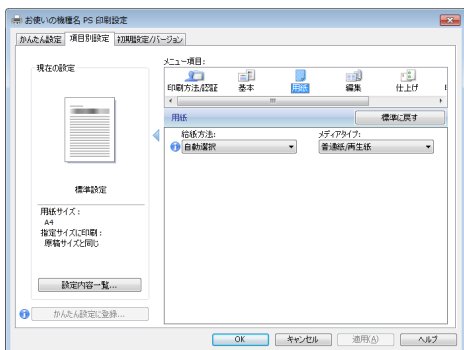 お使いの機種名 PS 印刷設定
かんたん設定 項目別設定 初期設定/バージョン
現在の設定
標準設定
用紙サイズ :
A4
指定サイズに印刷 :
原稿サイズと同じ
設定内容一覧...
かんたん設定に登録...
メニュー項目:
印刷方法/認証 基本 用紙 編集 仕上げ
用紙 標準に戻す
給紙方法: メディアタイプ:
自動選択 普通紙/再生紙
OK キャンセル 適用(A) ヘルプ